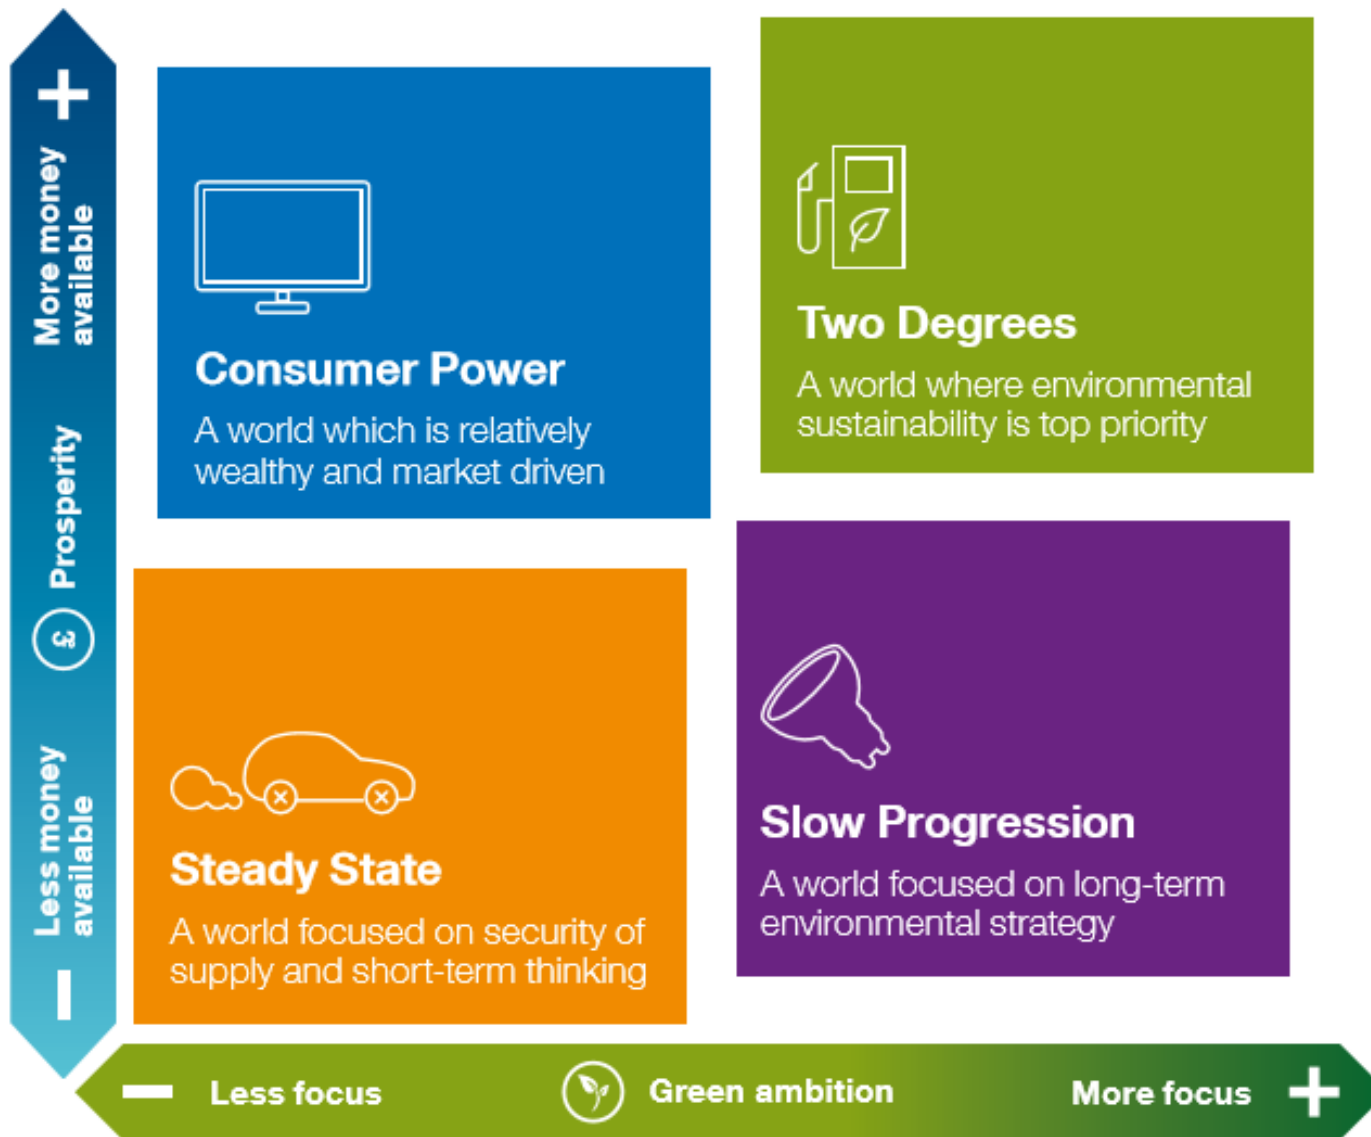 +
More money
available
£ Prosperity
Less money
available
−
Consumer Power
A world which is relatively
wealthy and market driven
Two Degrees
A world where environmental
sustainability is top priority
Steady State
A world focused on security of
supply and short-term thinking
Slow Progression
A world focused on long-term
environmental strategy
− Less focus Green ambition More focus +